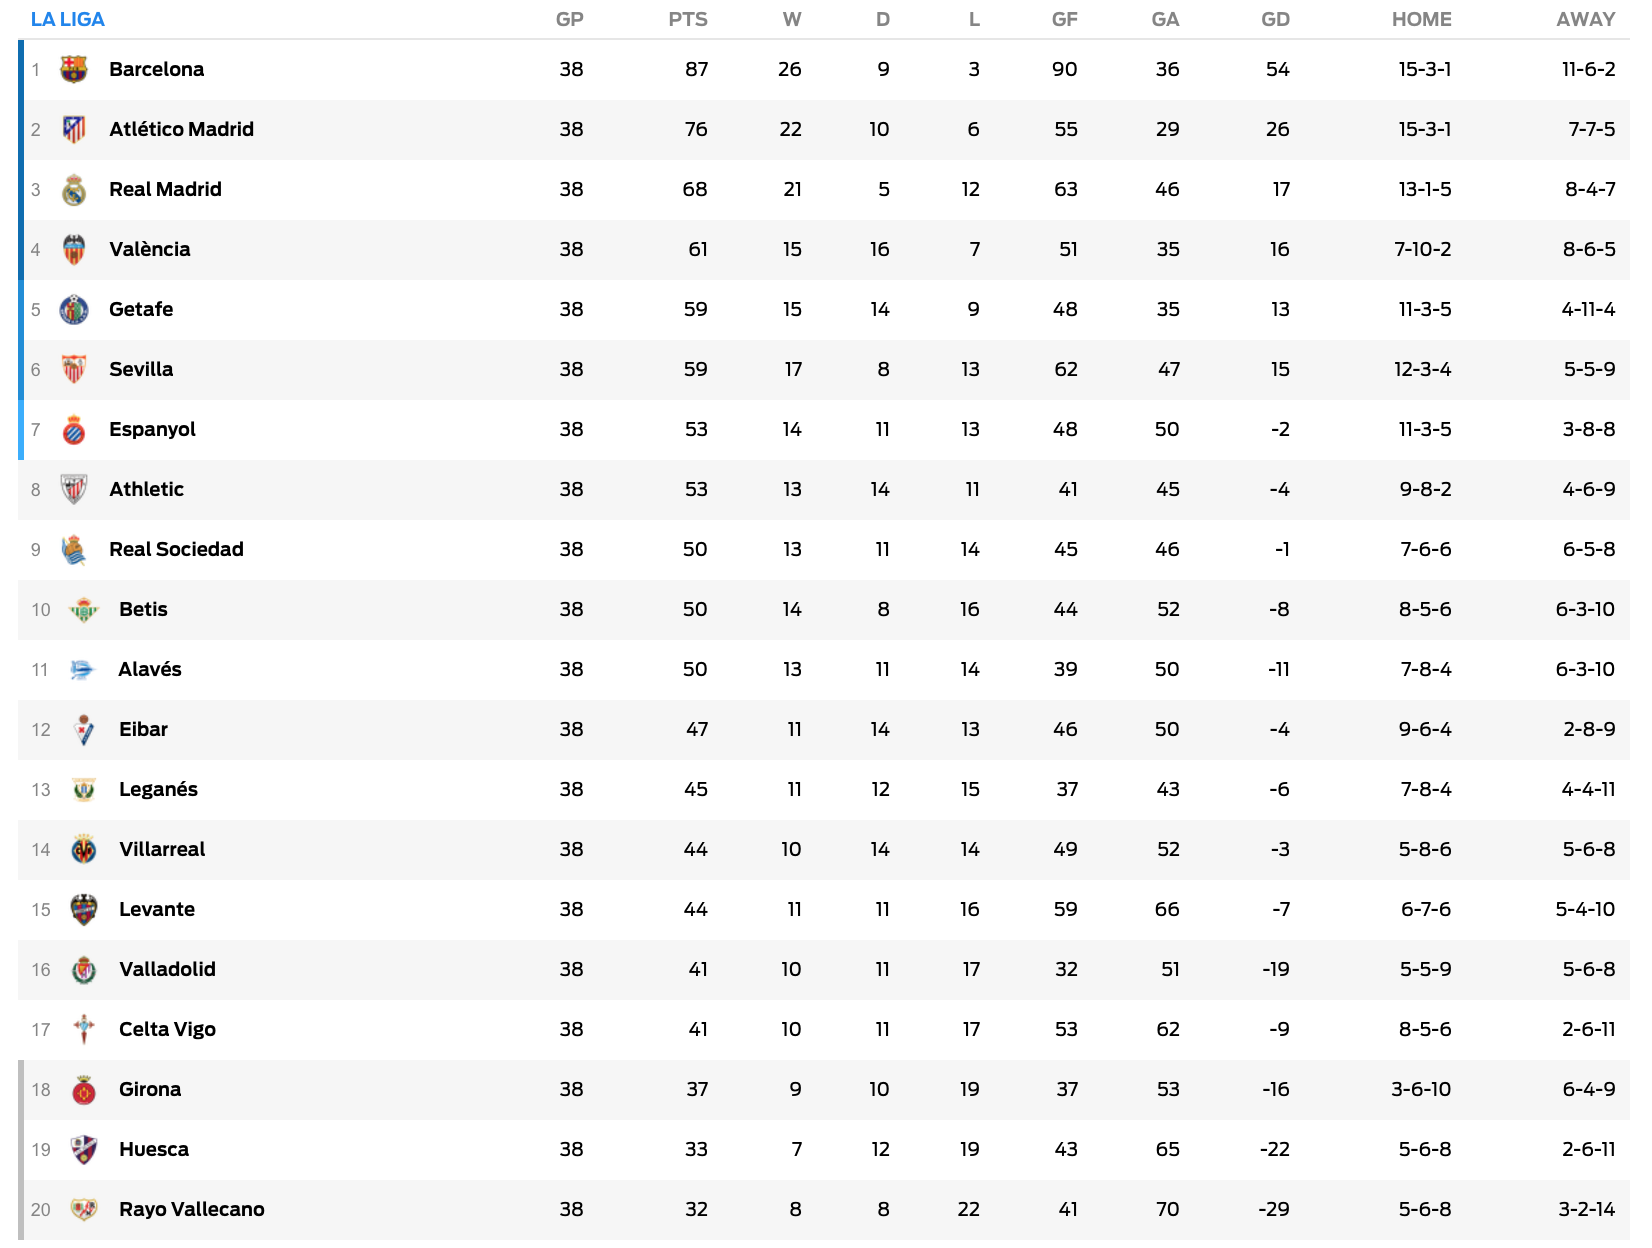 LA LIGA GP PTS W D L GF GA GD HOME AWAY
1 Barcelona 38 87 26 9 3 90 36 54 15-3-1 11-6-2
2 Atlético Madrid 38 76 22 10 6 55 29 26 15-3-1 7-7-5
3 Real Madrid 38 68 21 5 12 63 46 17 13-1-5 8-4-7
4 València 38 61 15 16 7 51 35 16 7-10-2 8-6-5
5 Getafe 38 59 15 14 9 48 35 13 11-3-5 4-11-4
6 Sevilla 38 59 17 8 13 62 47 15 12-3-4 5-5-9
7 Espanyol 38 53 14 11 13 48 50 -2 11-3-5 3-8-8
8 Athletic 38 53 13 14 11 41 45 -4 9-8-2 4-6-9
9 Real Sociedad 38 50 13 11 14 45 46 -1 7-6-6 6-5-8
10 Betis 38 50 14 8 16 44 52 -8 8-5-6 6-3-10
11 Alavés 38 50 13 11 14 39 50 -11 7-8-4 6-3-10
12 Eibar 38 47 11 14 13 46 50 -4 9-6-4 2-8-9
13 Leganés 38 45 11 12 15 37 43 -6 7-8-4 4-4-11
14 Villarreal 38 44 10 14 14 49 52 -3 5-8-6 5-6-8
15 Levante 38 44 11 11 16 59 66 -7 6-7-6 5-4-10
16 Valladolid 38 41 10 11 17 32 51 -19 5-5-9 5-6-8
17 Celta Vigo 38 41 10 11 17 53 62 -9 8-5-6 2-6-11
18 Girona 38 37 9 10 19 37 53 -16 3-6-10 6-4-9
19 Huesca 38 33 7 12 19 43 65 -22 5-6-8 2-6-11
20 Rayo Vallecano 38 32 8 8 22 41 70 -29 5-6-8 3-2-14